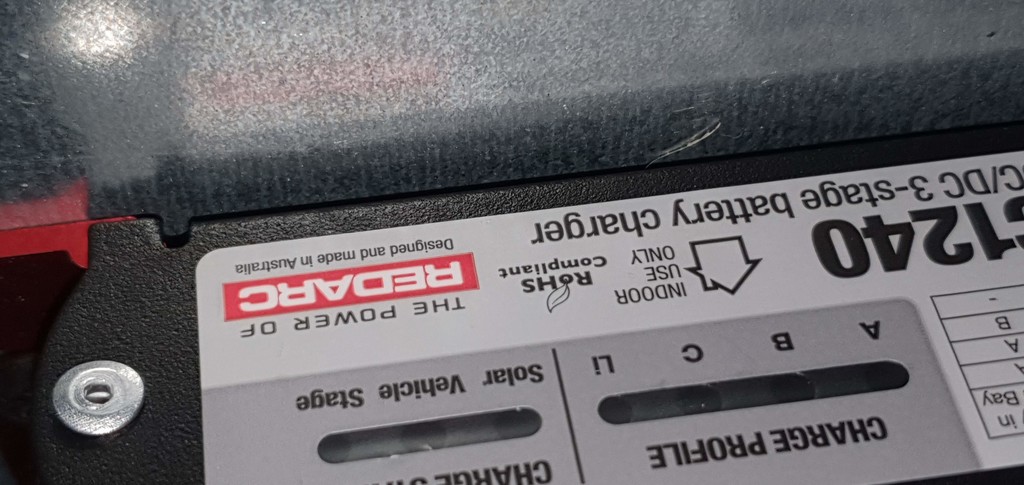 CHARGE PROFILE
A B C Li
CHARGE
Solar Vehicle Stage
in
Bay
A
A
B
-
1240
C/DC 3-stage battery charger
INDOOR
USE
ONLY
RoHS
Compliant
THE POWER OF
REDARC
Designed and made in Australia